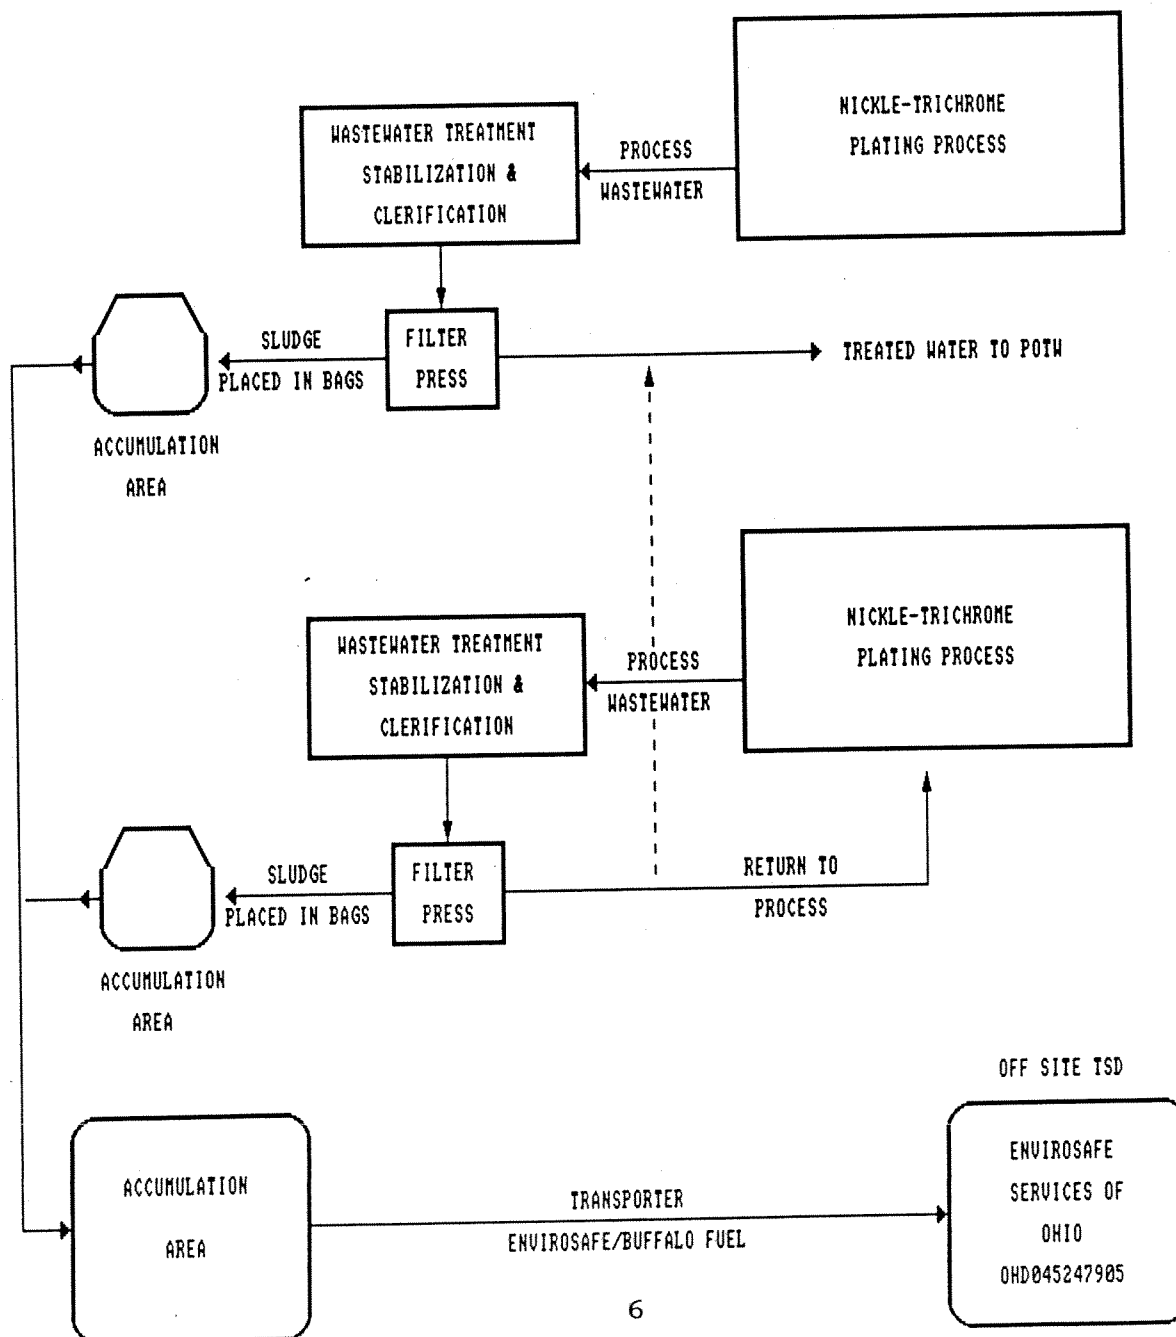 NICKLE-TRICHROME
PLATING PROCESS
WASTEWATER TREATMENT
STABILIZATION &
CLERIFICATION
PROCESS
WASTEWATER
FILTER
PRESS
SLUDGE
PLACED IN BAGS
TREATED WATER TO POTW
ACCUMULATION
AREA
NICKLE-TRICHROME
PLATING PROCESS
WASTEWATER TREATMENT
STABILIZATION &
CLERIFICATION
PROCESS
WASTEWATER
FILTER
PRESS
SLUDGE
PLACED IN BAGS
RETURN TO
PROCESS
ACCUMULATION
AREA
OFF SITE TSD
ENVIROSAFE
SERVICES OF
OHIO
OHD045247905
ACCUMULATION
AREA
TRANSPORTER
ENVIROSAFE/BUFFALO FUEL
6